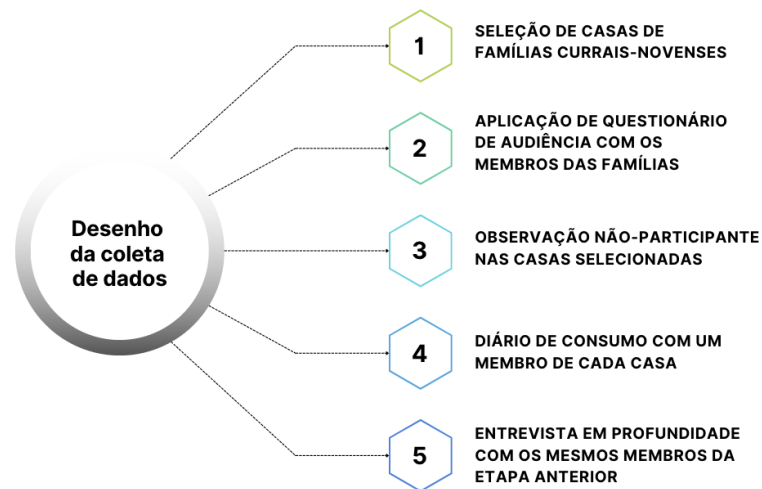 Desenho
da coleta
de dados
1
SELEÇÃO DE CASAS DE
FAMÍLIAS CURRAIS-NOVENSES
2
APLICAÇÃO DE QUESTIONÁRIO
DE AUDIÊNCIA COM OS
MEMBROS DAS FAMÍLIAS
3
OBSERVAÇÃO NÃO-PARTICIPANTE
NAS CASAS SELECIONADAS
4
DIÁRIO DE CONSUMO COM UM
MEMBRO DE CADA CASA
5
ENTREVISTA EM PROFUNDIDADE
COM OS MESMOS MEMBROS DA
ETAPA ANTERIOR